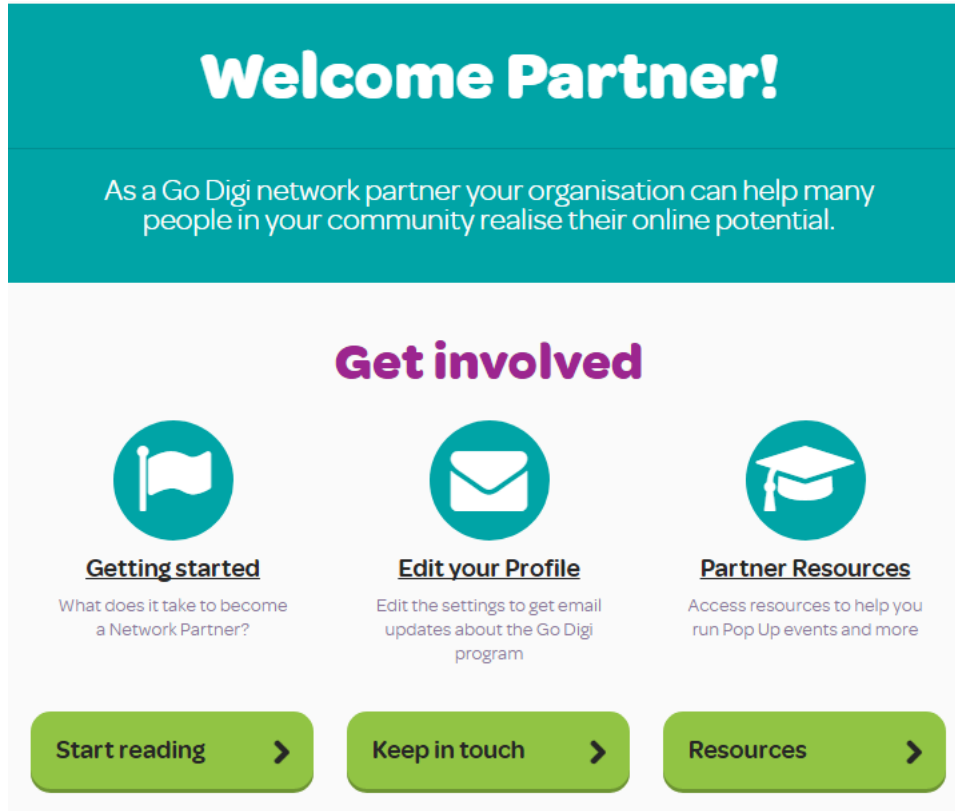 Welcome Partner!
As a Go Digi network partner your organisation can help many
people in your community realise their online potential.
Get involved
Getting started
What does it take to become
a Network Partner?
Edit your Profile
Edit the settings to get email
updates about the Go Digi
program
Partner Resources
Access resources to help you
run Pop Up events and more
Start reading
Keep in touch
Resources